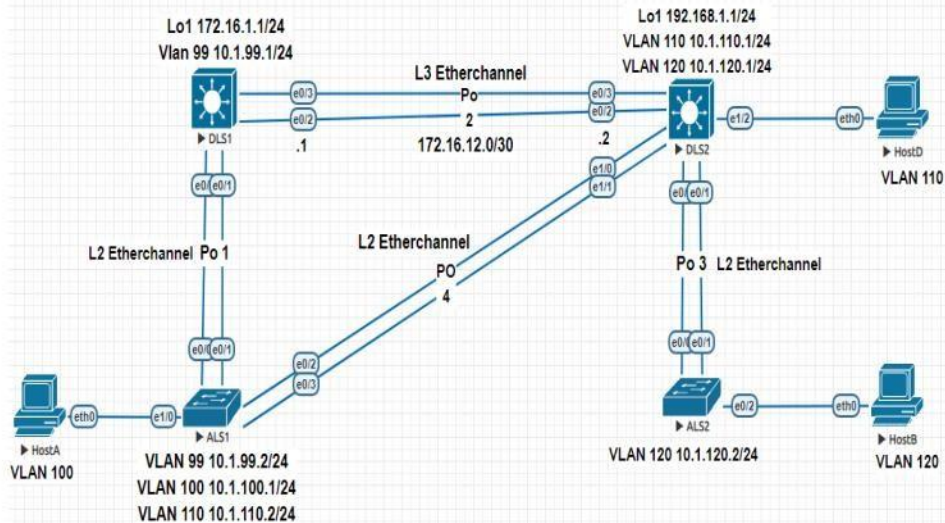 Lo1 172.16.1.1/24
Vlan 99 10.1.99.1/24
Lo1 192.168.1.1/24
VLAN 110 10.1.110.1/24
VLAN 120 10.1.120.1/24
L3 Etherchannel
e0/3
Po
e0/3
e0/2
2
e0/2
e1/2
eth0
DLS1
.1
172.16.12.0/30
.2
DLS2
HostD
VLAN 110
e1/0
e1/1
e0/1
e0/1
L2 Etherchannel
Po 1
L2 Etherchannel
PO
4
Po 3
L2 Etherchannel
e0/1
e0/2
e0/3
e0/1
eth0
e1/0
e0/2
eth0
HostA
ALS1
ALS2
HostB
VLAN 100
VLAN 99 10.1.99.2/24
VLAN 100 10.1.100.1/24
VLAN 110 10.1.110.2/24
VLAN 120 10.1.120.2/24
VLAN 120